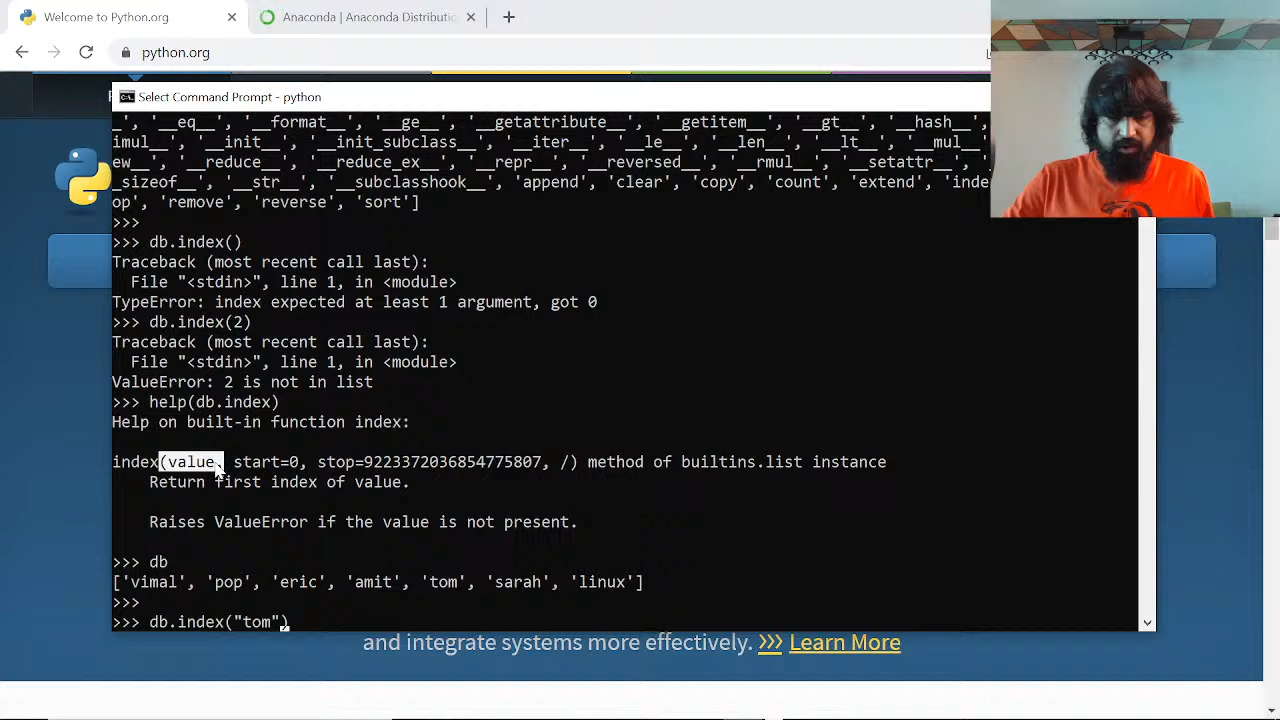 Welcome to Python.org
Anaconda | Anaconda Distributi
python.org
Select Command Prompt - python
_', '__eq__', '__format__', '__ge__', '__getattribute__', '__getitem__', '__gt__', '__hash__
imul__', '__init__', '__init_subclass__', '__iter__', '__le__', '__len__', '__lt__', '__mul__'
ew__', '__reduce__', '__reduce_ex__', '__repr__', '__reversed__', '__rmul__', '__setattr__',
_sizeof__', '__str__', '__subclasshook__', 'append', 'clear', 'copy', 'count', 'extend', 'inde
op', 'remove', 'reverse', 'sort']
>>>
>>> db.index()
Traceback (most recent call last):
File "<stdin>", line 1, in <module>
TypeError: index expected at least 1 argument, got 0
>>> db.index(2)
Traceback (most recent call last):
File "<stdin>", line 1, in <module>
ValueError: 2 is not in list
>>> help(db.index)
Help on built-in function index:
index(value, start=0, stop=9223372036854775807, /) method of builtins.list instance
Return first index of value.
Raises ValueError if the value is not present.
>>> db
['vimal', 'pop', 'eric', 'amit', 'tom', 'sarah', 'linux']
>>>
>>> db.index("tom")
and integrate systems more effectively. >>> Learn More